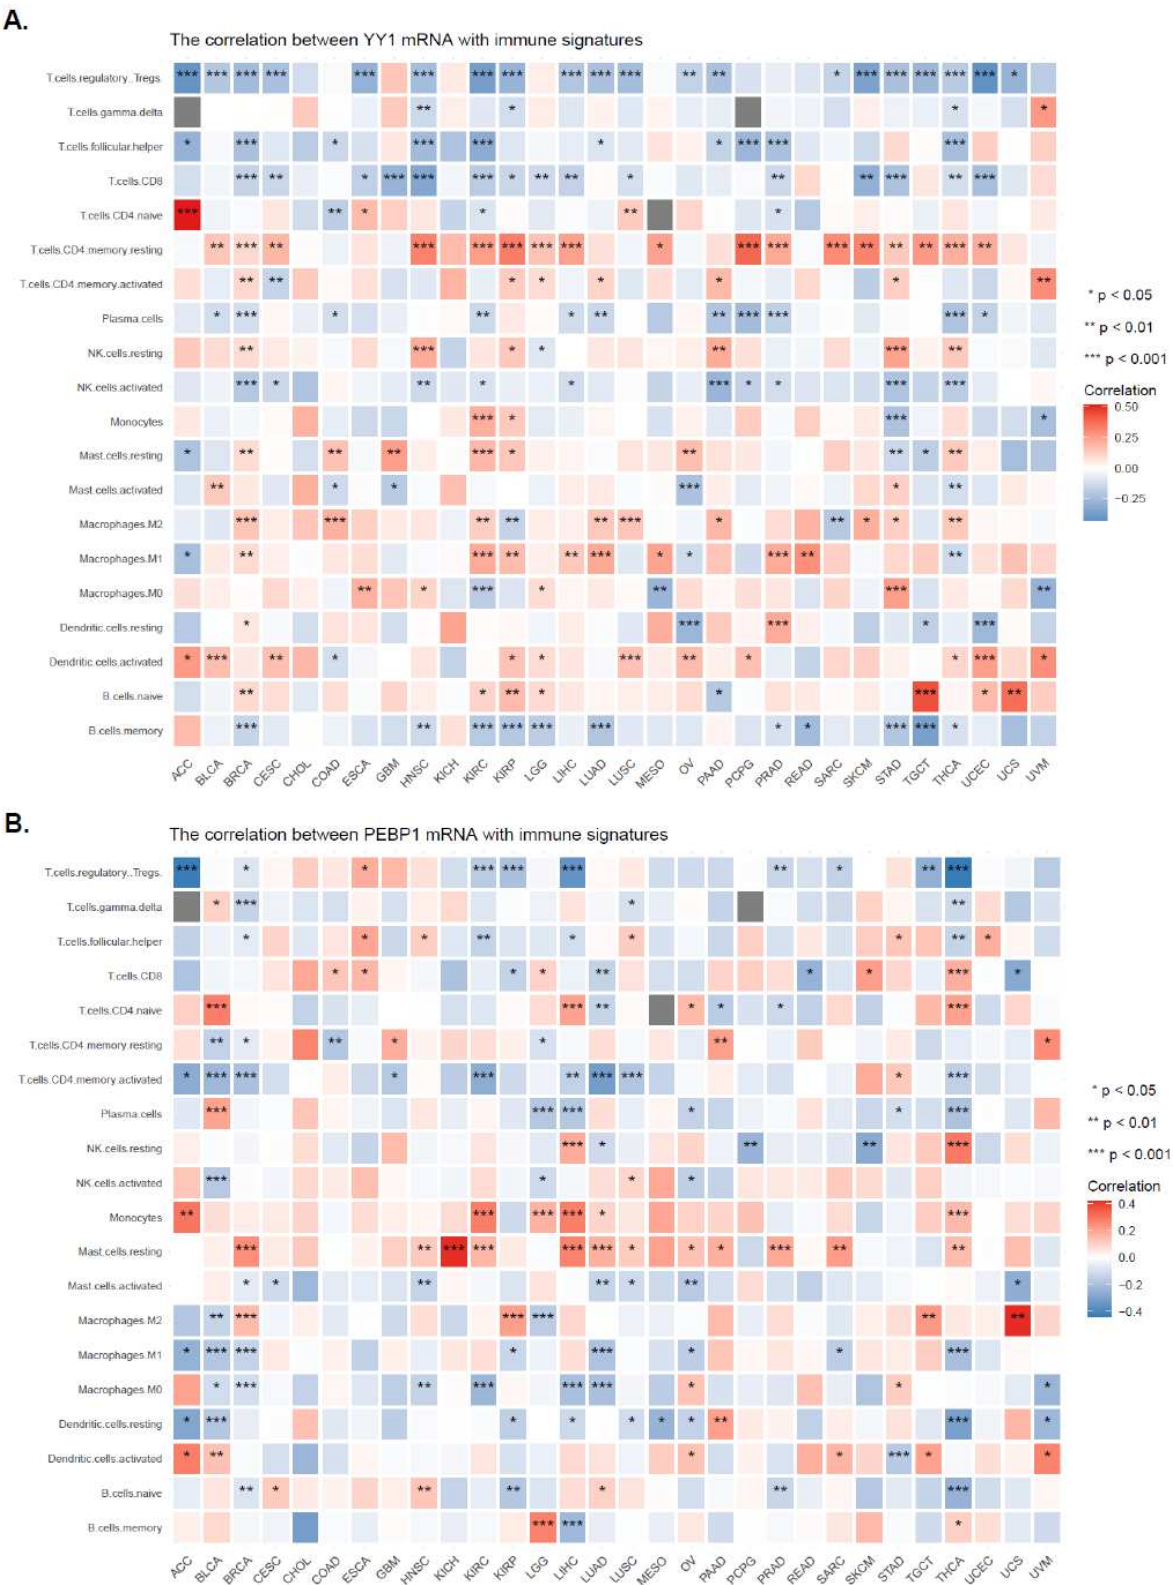 A.
The correlation between YY1 mRNA with immune signatures
T.cells.regulatory..Tregs. *** *** *** *** *** *** *** *** *** *** *** ** ** * *** *** *** *** *** *
T.cells.gamma.delta ** * * *
T.cells.follicular.helper * *** * *** *** * * *** *** ***
T.cells.CD8 *** ** * *** *** *** * ** ** * ** ** *** ** ***
T.cells.CD4.naive *** ** * * ** *
T.cells.CD4.memory.resting ** *** ** *** *** *** *** *** * *** *** *** ** ** ** *** **
T.cells.CD4.memory.activated ** ** * * * * * **
Plasma.cells * *** * ** * ** ** *** *** *** *
NK.cells.resting ** *** * * ** *** **
NK.cells.activated *** * ** * * *** * * *** ***
Monocytes *** * *** *
Mast.cells.resting * ** ** ** *** * ** ** * **
Mast.cells.activated ** * * *** * **
Macrophages.M2 *** *** ** ** ** *** * ** * * **
Macrophages.M1 * ** *** ** ** *** * * *** ** **
Macrophages.M0 ** * *** * ** *** **
Dendritic.cells.resting * *** *** * ***
Dendritic.cells.activated * *** ** * * * *** ** * * *** *
B.cells.naive ** * ** * * *** * **
B.cells.memory *** ** *** *** *** *** * * *** *** *
ACC BLCA BRCA CESC CHOL COAD ESCA GBM HNSC KICH KIRC KIRP LGG LIHC LUAD LUSC MESO OV PAAD PCPG PRAD READ SARC SKCM STAD TGCT THCA UCEC UCS UVM
* p < 0.05
** p < 0.01
*** p < 0.001
Correlation
0.50
0.25
0.00
−0.25
B.
The correlation between PEBP1 mRNA with immune signatures
T.cells.regulatory..Tregs. *** * * *** *** *** ** * ** ***
T.cells.gamma.delta * *** * **
T.cells.follicular.helper * * * ** * * * ** *
T.cells.CD8 * * * * ** * * *** *
T.cells.CD4.naive *** *** ** * * * ***
T.cells.CD4.memory.resting ** * ** * * ** *
T.cells.CD4.memory.activated * *** *** * *** ** *** *** * ***
Plasma.cells *** *** *** * * ***
NK.cells.resting *** * ** ** ***
NK.cells.activated *** * * *
Monocytes ** *** *** *** * ***
Mast.cells.resting *** ** *** *** *** *** * * * *** ** **
Mast.cells.activated * * ** ** * ** *
Macrophages.M2 ** *** *** *** ** **
Macrophages.M1 * *** *** * *** * * ***
Macrophages.M0 * *** ** *** *** *** * * *
Dendritic.cells.resting * *** * * * * * ** *** *
Dendritic.cells.activated * ** * * *** * *
B.cells.naive ** * ** ** * ** ***
B.cells.memory *** *** *
ACC BLCA BRCA CESC CHOL COAD ESCA GBM HNSC KICH KIRC KIRP LGG LIHC LUAD LUSC MESO OV PAAD PCPG PRAD READ SARC SKCM STAD TGCT THCA UCEC UCS UVM
* p < 0.05
** p < 0.01
*** p < 0.001
Correlation
0.4
0.2
0.0
−0.2
−0.4